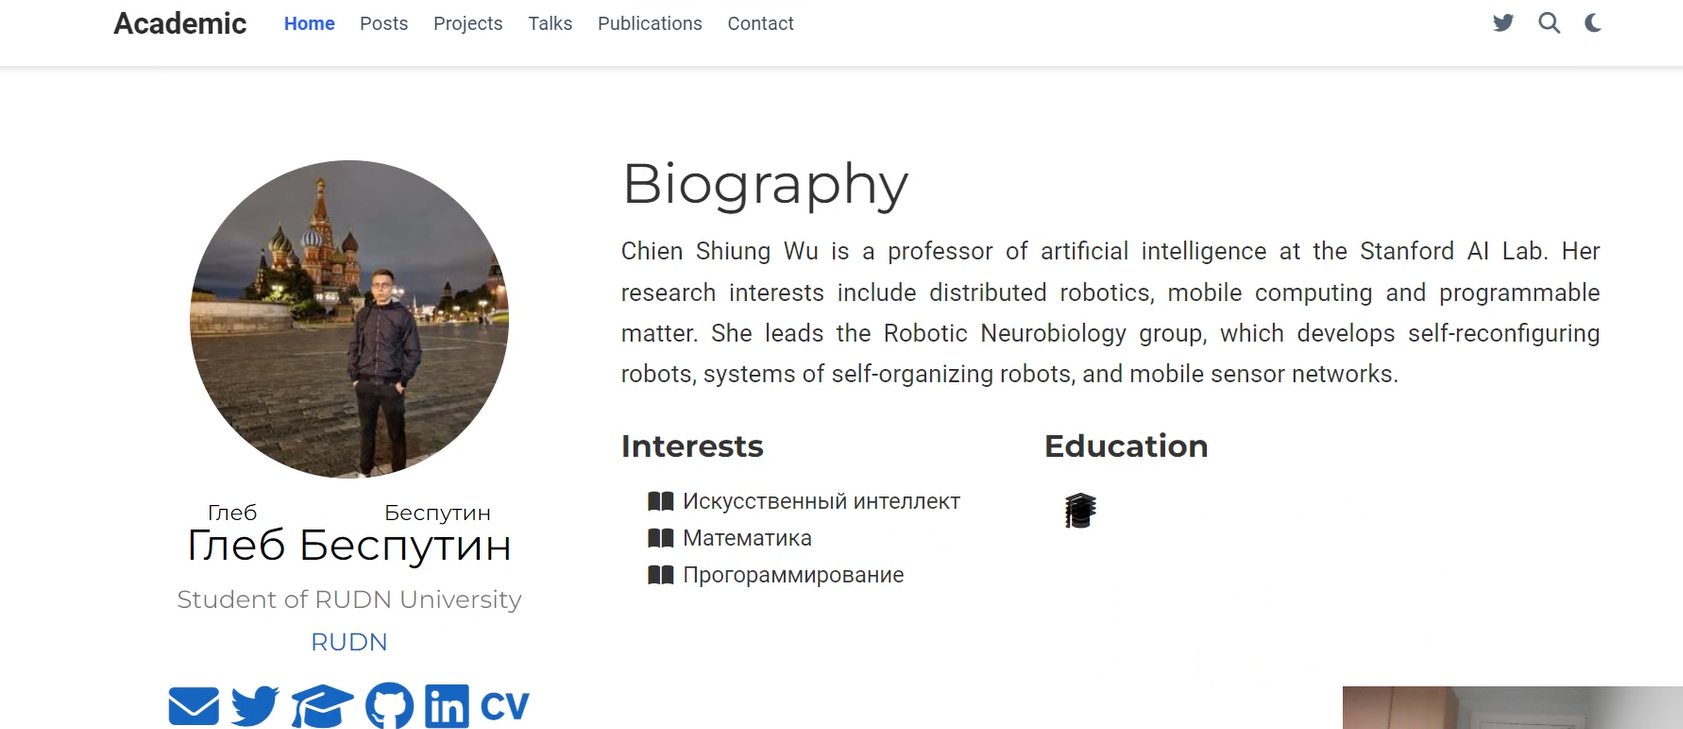 Academic Home Posts Projects Talks Publications Contact
Biography
Chien Shiung Wu is a professor of artificial intelligence at the Stanford AI Lab. Her
research interests include distributed robotics, mobile computing and programmable
matter. She leads the Robotic Neurobiology group, which develops self-reconfiguring
robots, systems of self-organizing robots, and mobile sensor networks.
Interests
Искусственный интеллект
Математика
Прогораммирование
Education
Глеб Беспутин
Глеб Беспутин
Student of RUDN University
RUDN
in CV